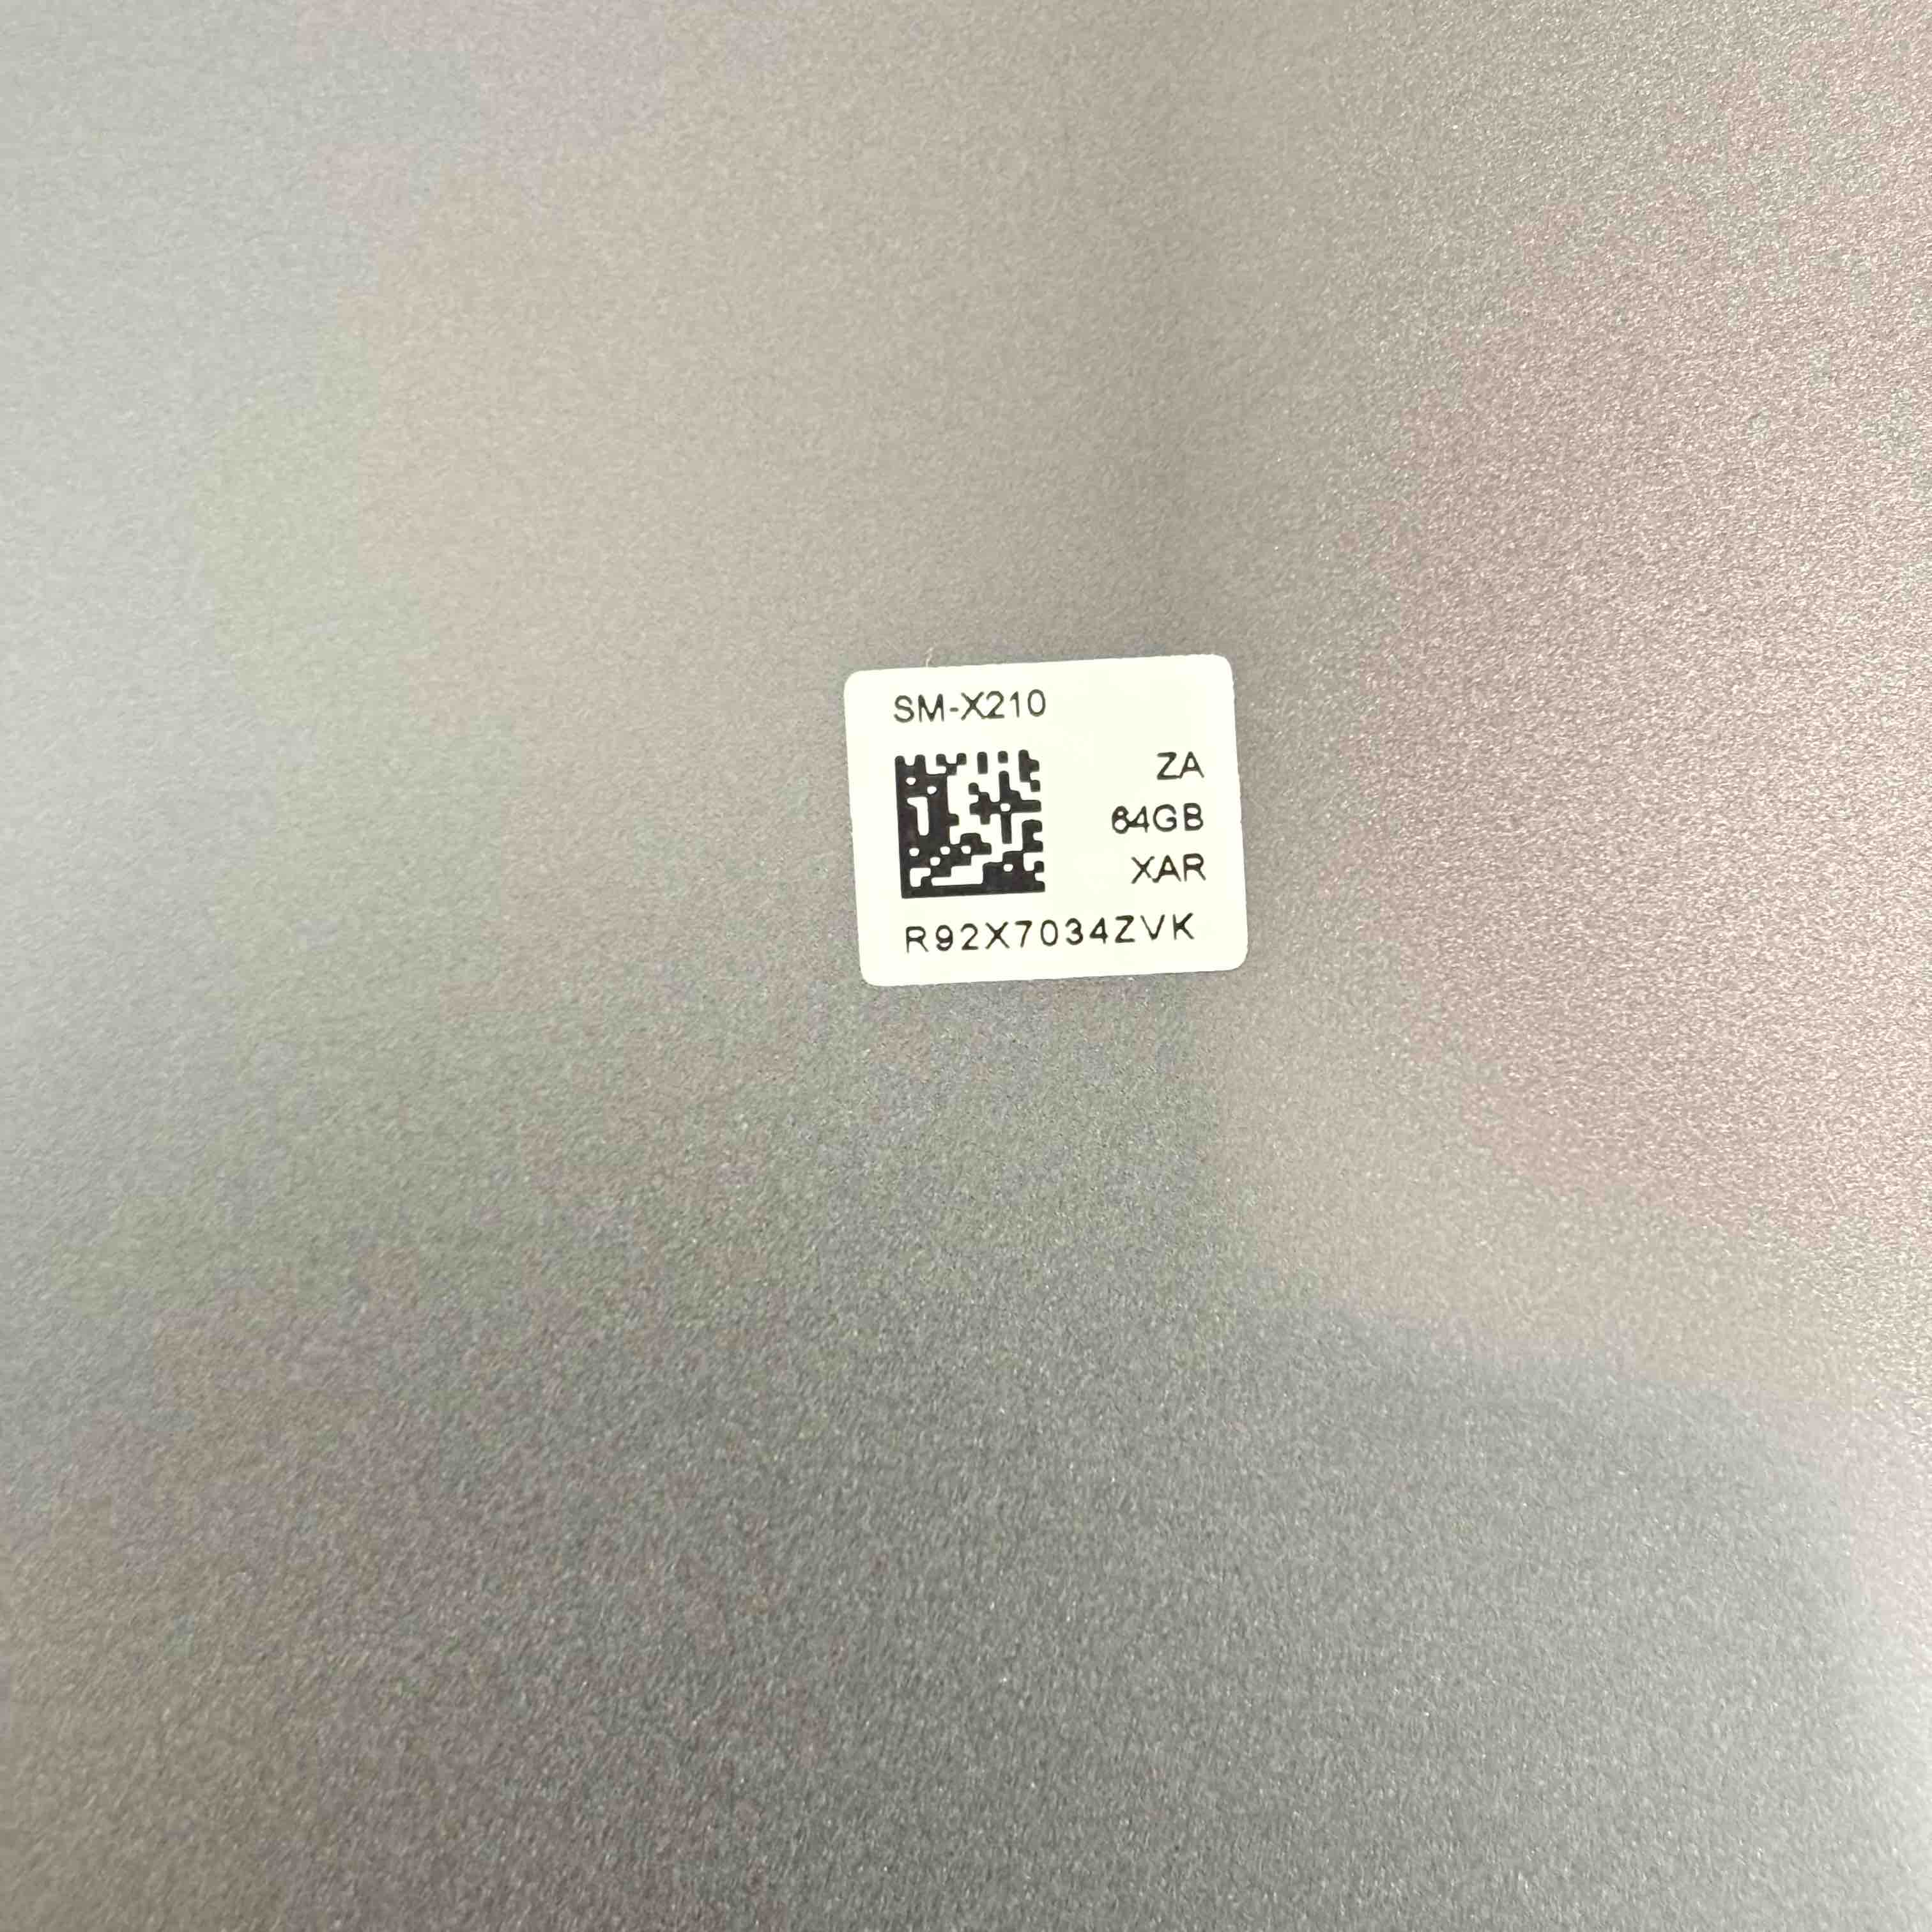 SM-X210
ZA
64GB
XAR
R92X7034ZVK